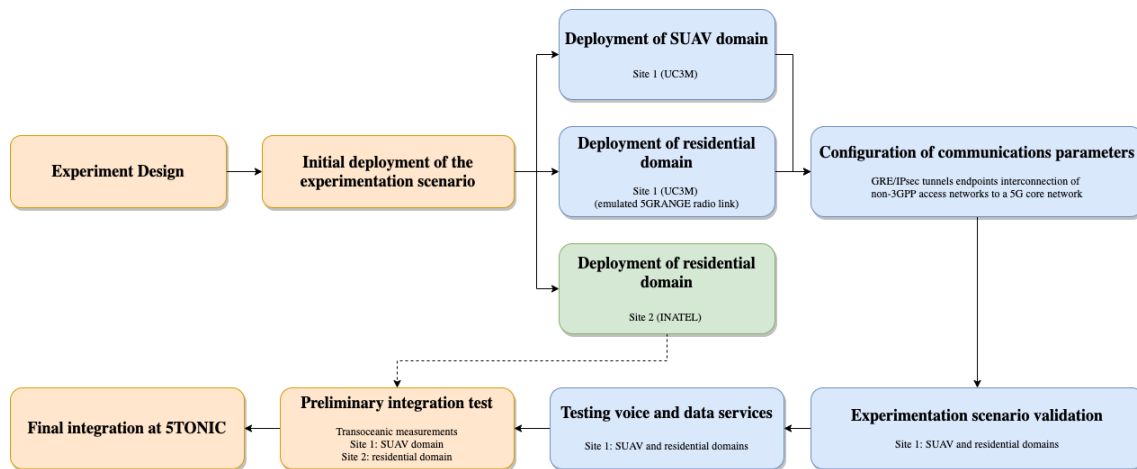 Deployment of SUAV domain
Site 1 (UC3M)
Experiment Design
Initial deployment of the
experimentation scenario
Deployment of residential
domain
Site 1 (UC3M)
(emulated 5GRANGE radio link)
Configuration of communications parameters
GRE/IPsec tunnels endpoints interconnection of
non-3GPP access networks to a 5G core network
Deployment of residential
domain
Site 2 (INATEL)
Final integration at 5TONIC
Preliminary integration test
Transoceanic measurements
Site 1: SUAV domain
Site 2: residential domain
Testing voice and data services
Site 1: SUAV and residential domains
Experimentation scenario validation
Site 1: SUAV and residential domains